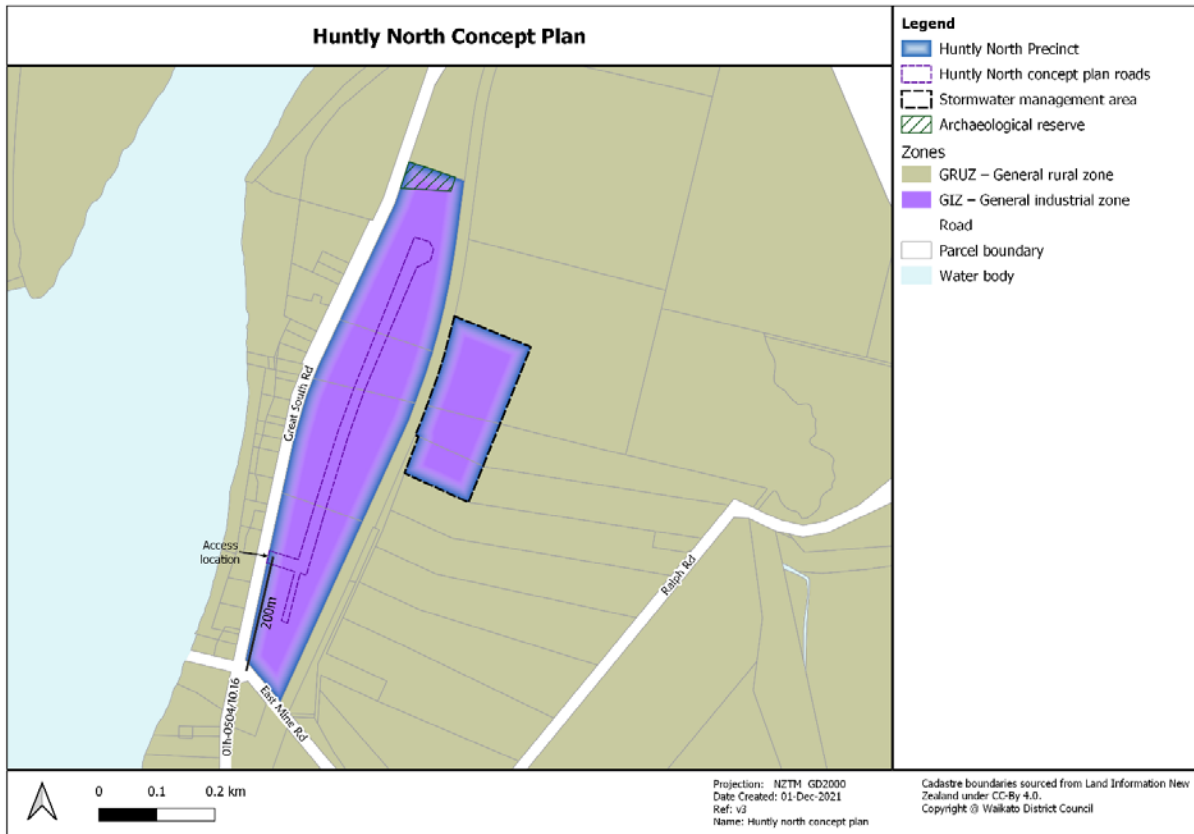 Huntly North Concept Plan
Legend
Huntly North Precinct
Huntly North concept plan roads
Stormwater management area
Archaeological reserve
Zones
GRUZ – General rural zone
GIZ – General industrial zone
Road
Parcel boundary
Water body
Great South Rd
Access
location
200m
Ralph Rd
East Mine Rd
01h-0504/10.16
0 0.1 0.2 km
Projection: NZTM GD2000
Date Created: 01-Dec-2021
Ref: v3
Name: Huntly north concept plan
Cadastre boundaries sourced from Land Information New
Zealand under CC-By 4.0.
Copyright @ Waikato District Council